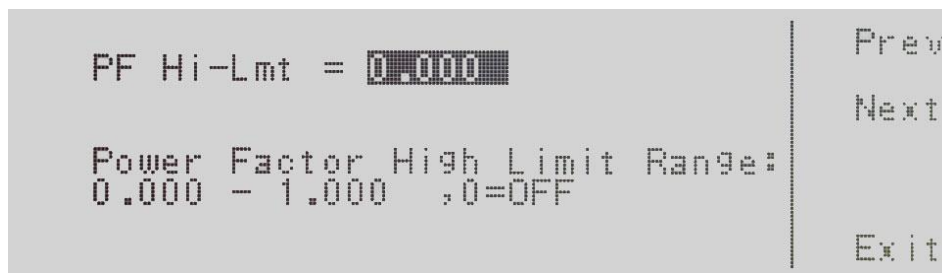 PF Hi-Lmt = 0.000
Power Factor High Limit Range:
0.000 - 1.000 ,0=OFF
Prev
Next
Exit